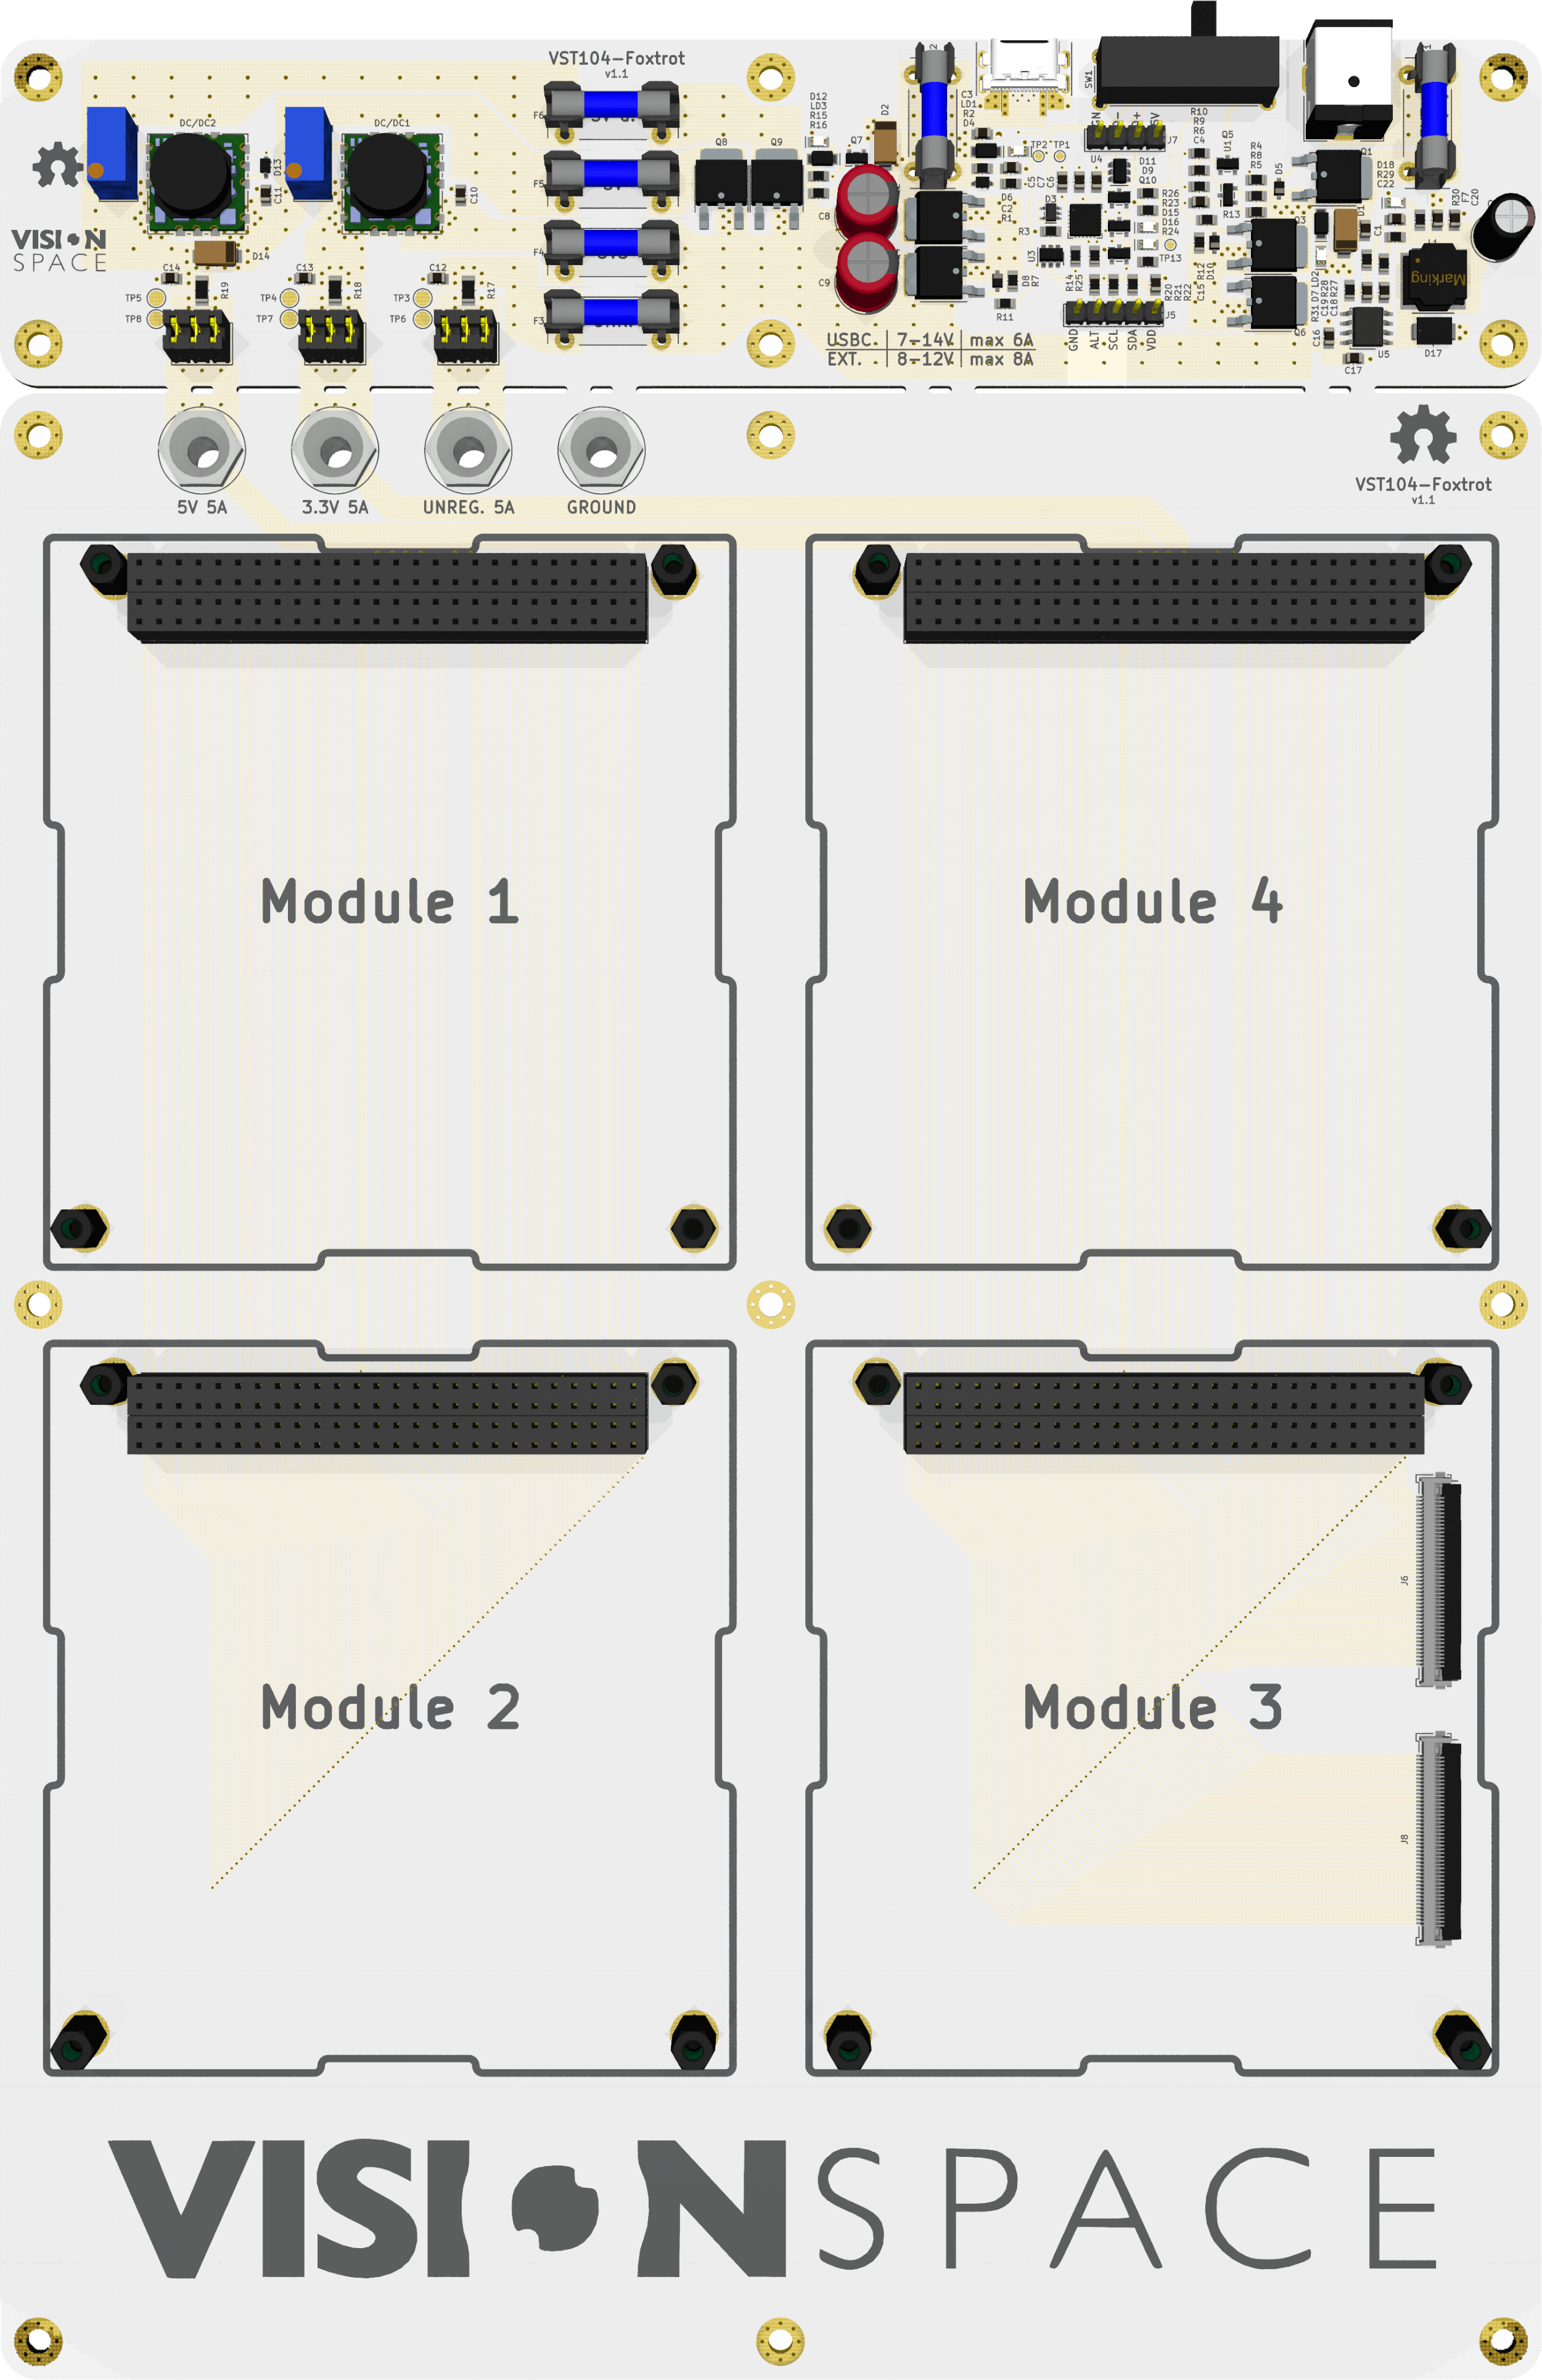 VST104-Foxtrot
v1.1
DC/DC2
DC/DC1
D13
C11
C10
VISION
SPACE
D14
C14
C13
C12
R19
R18
R17
TP5
TP4
TP3
TP8
TP7
TP6
F6
F5
F4
F3
Q8
Q9
D12
LD3
R15
R16
Q7
D2
C8
C9
C3
LD1
R2
D4
TP2
TP1
C5
C7
C6
D6
C2
R1
D3
R3
U3
U4
D11
D9
Q10
R26
R23
D15
D16
R24
TP13
R14
R25
D8
R7
R11
R20
R21
R22
C15
R12
D10
SW1
J7
J5
GND
ALT
SCL
SDA
VDD
R10
R9
R6
C4
Q5
U1
R4
R8
R5
R13
D5
Q3
Q6
Q1
D18
R29
C22
D1
C1
R30
F7
C20
R31
D7
LD2
C19
R28
C18
R27
C16
U5
C17
D17
Marking
USBC. | 7-14V | max 6A
EXT. | 8-12V | max 8A
5V 5A
3.3V 5A
UNREG. 5A
GROUND
VST104-Foxtrot
v1.1
Module 1
Module 4
Module 2
Module 3
J6
J8
VISION SPACE